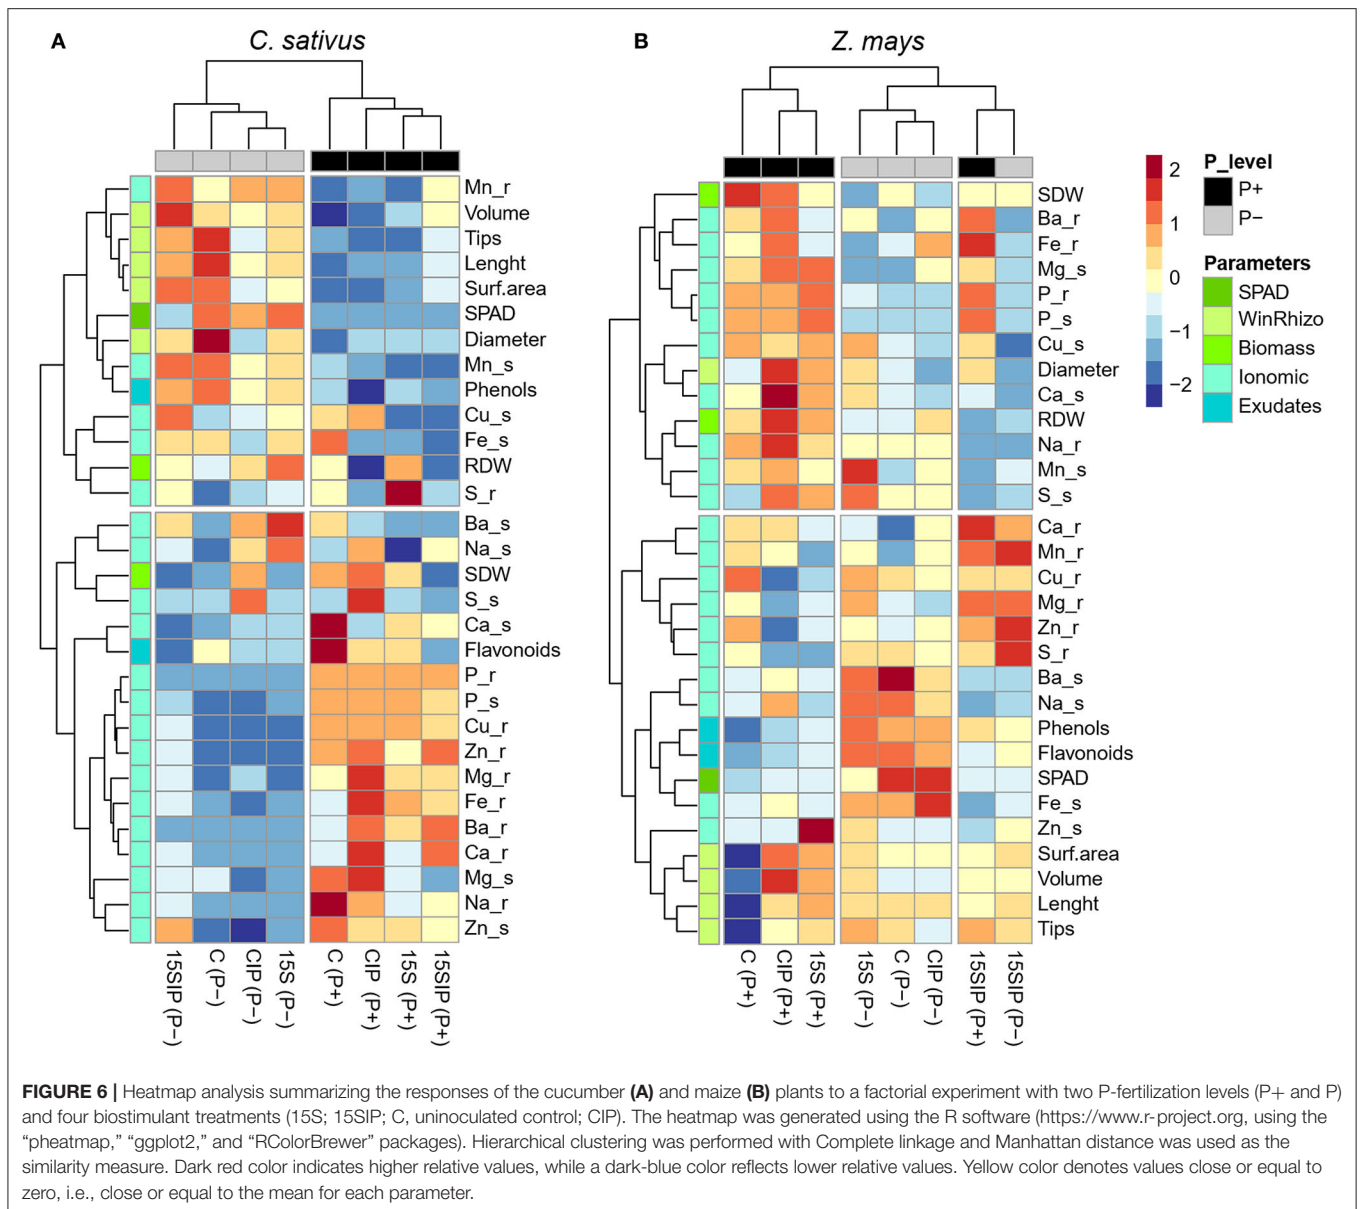 A
C. sativus
Mn_r
Volume
Tips
Lenght
Surf.area
SPAD
Diameter
Mn_s
Phenols
Cu_s
Fe_s
RDW
S_r
Ba_s
Na_s
SDW
S_s
Ca_s
Flavonoids
P_r
P_s
Cu_r
Zn_r
Mg_r
Fe_r
Ba_r
Ca_r
Mg_s
Na_r
Zn_s
15SIP (P−)
C (P−)
CIP (P−)
15S (P−)
C (P+)
CIP (P+)
15S (P+)
15SIP (P+)
B
Z. mays
SDW
Ba_r
Fe_r
Mg_s
P_r
P_s
Cu_s
Diameter
Ca_s
RDW
Na_r
Mn_s
S_s
Ca_r
Mn_r
Cu_r
Mg_r
Zn_r
S_r
Ba_s
Na_s
Phenols
Flavonoids
SPAD
Fe_s
Zn_s
Surf.area
Volume
Lenght
Tips
C (P+)
CIP (P+)
15S (P+)
15S (P−)
C (P−)
CIP (P−)
15SIP (P+)
15SIP (P−)
2
1
0
−1
−2
P_level
P+
P−
Parameters
SPAD
WinRhizo
Biomass
Ionomic
Exudates
FIGURE 6 | Heatmap analysis summarizing the responses of the cucumber (A) and maize (B) plants to a factorial experiment with two P-fertilization levels (P+ and P)
and four biostimulant treatments (15S; 15SIP; C, uninoculated control; CIP). The heatmap was generated using the R software (https://www.r-project.org, using the
“pheatmap,” “ggplot2,” and “RColorBrewer” packages). Hierarchical clustering was performed with Complete linkage and Manhattan distance was used as the
similarity measure. Dark red color indicates higher relative values, while a dark-blue color reflects lower relative values. Yellow color denotes values close or equal to
zero, i.e., close or equal to the mean for each parameter.